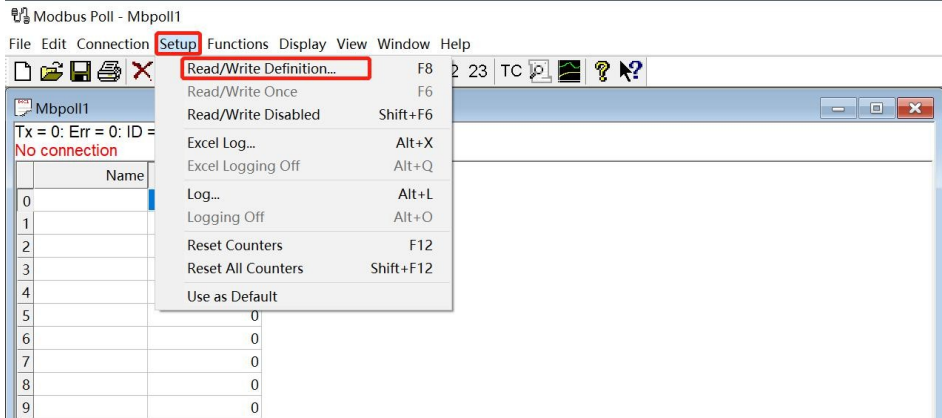 Modbus Poll - Mbpoll1
File Edit Connection Setup Functions Display View Window Help
2 23 TC
Read/Write Definition... F8
Read/Write Once F6
Read/Write Disabled Shift+F6
Excel Log... Alt+X
Excel Logging Off Alt+Q
Log... Alt+L
Logging Off Alt+O
Reset Counters F12
Reset All Counters Shift+F12
Use as Default
Mbpoll1
Tx = 0: Err = 0: ID =
No connection
Name
0
1
2
3
4
5 0
6 0
7 0
8 0
9 0